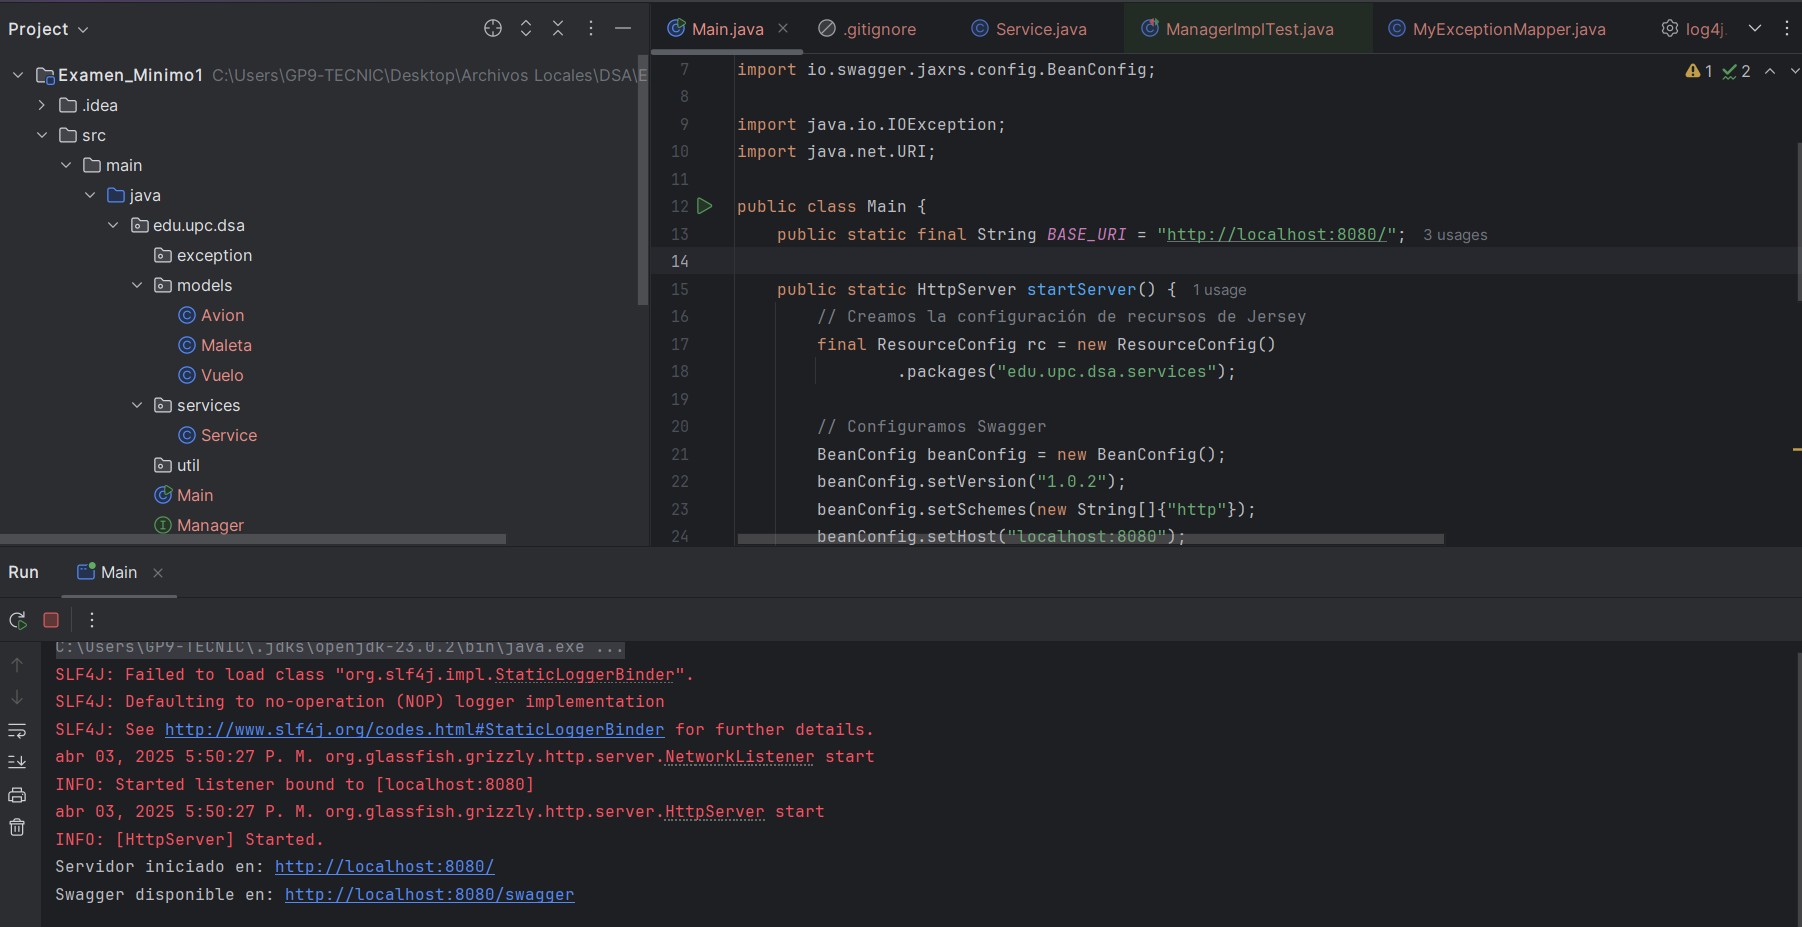 Project
Main.java
.gitignore
Service.java
ManagerImplTest.java
MyExceptionMapper.java
log4j.
Examen_Minimo1 C:\Users\GP9-TECNIC\Desktop\Archivos Locales\DSA\E
.idea
src
main
java
edu.upc.dsa
exception
models
Avion
Maleta
Vuelo
services
Service
util
Main
Manager
1 2
7 import io.swagger.jaxrs.config.BeanConfig;
8
9 import java.io.IOException;
10 import java.net.URI;
11
12 public class Main {
13 public static final String BASE_URI = "http://localhost:8080/"; 3 usages
14
15 public static HttpServer startServer() { 1 usage
16 // Creamos la configuración de recursos de Jersey
17 final ResourceConfig rc = new ResourceConfig()
18 .packages("edu.upc.dsa.services");
19
20 // Configuramos Swagger
21 BeanConfig beanConfig = new BeanConfig();
22 beanConfig.setVersion("1.0.2");
23 beanConfig.setSchemes(new String[]{"http"});
24 beanConfig.setHost("localhost:8080");
Run Main
C:\Users\GP9-TECNIC\.jdks\openjdk-23.0.2\bin\java.exe ...
SLF4J: Failed to load class "org.slf4j.impl.StaticLoggerBinder".
SLF4J: Defaulting to no-operation (NOP) logger implementation
SLF4J: See http://www.slf4j.org/codes.html#StaticLoggerBinder for further details.
abr 03, 2025 5:50:27 P. M. org.glassfish.grizzly.http.server.NetworkListener start
INFO: Started listener bound to [localhost:8080]
abr 03, 2025 5:50:27 P. M. org.glassfish.grizzly.http.server.HttpServer start
INFO: [HttpServer] Started.
Servidor iniciado en: http://localhost:8080/
Swagger disponible en: http://localhost:8080/swagger